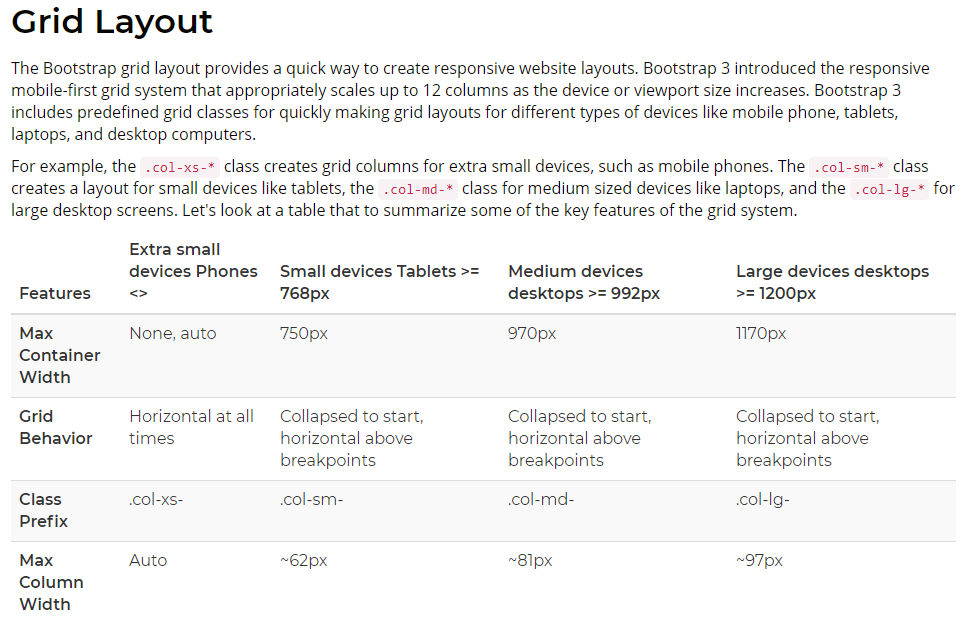 Grid Layout
The Bootstrap grid layout provides a quick way to create responsive website layouts. Bootstrap 3 introduced the responsive
mobile-first grid system that appropriately scales up to 12 columns as the device or viewport size increases. Bootstrap 3
includes predefined grid classes for quickly making grid layouts for different types of devices like mobile phone, tablets,
laptops, and desktop computers.
For example, the .col-xs-* class creates grid columns for extra small devices, such as mobile phones. The .col-sm-* class
creates a layout for small devices like tablets, the .col-md-* class for medium sized devices like laptops, and the .col-lg-* for
large desktop screens. Let's look at a table that to summarize some of the key features of the grid system.
Features
Extra small
devices Phones
<>
Small devices Tablets >=
768px
Medium devices
desktops >= 992px
Large devices desktops
>= 1200px
Max
Container
Width
None, auto
750px
970px
1170px
Grid
Behavior
Horizontal at all
times
Collapsed to start,
horizontal above
breakpoints
Collapsed to start,
horizontal above
breakpoints
Collapsed to start,
horizontal above
breakpoints
Class
Prefix
.col-xs-
.col-sm-
.col-md-
.col-lg-
Max
Column
Width
Auto
~62px
~81px
~97px